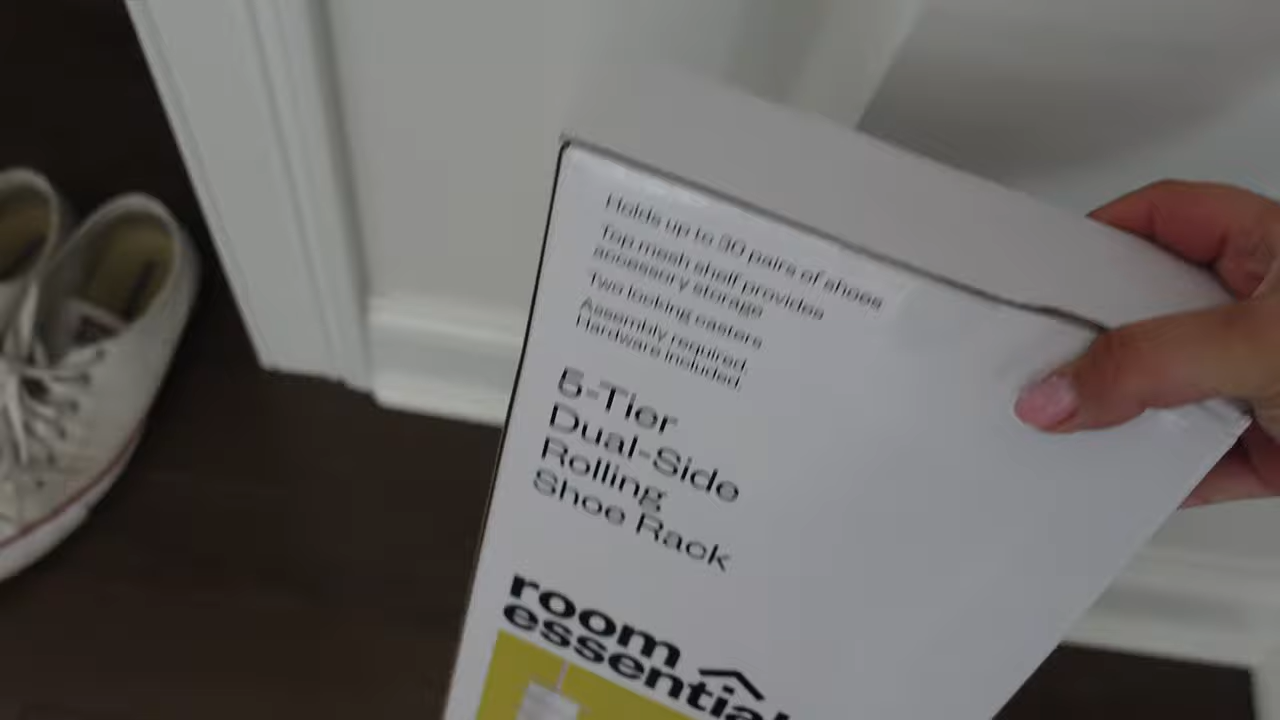 Holds up to 30 pairs of shoes
Top mesh shelf provides
accessory storage
Two locking casters
Assembly required.
Hardware included.
5-Tier
Dual-Side
Rolling
Shoe Rack
room
essential